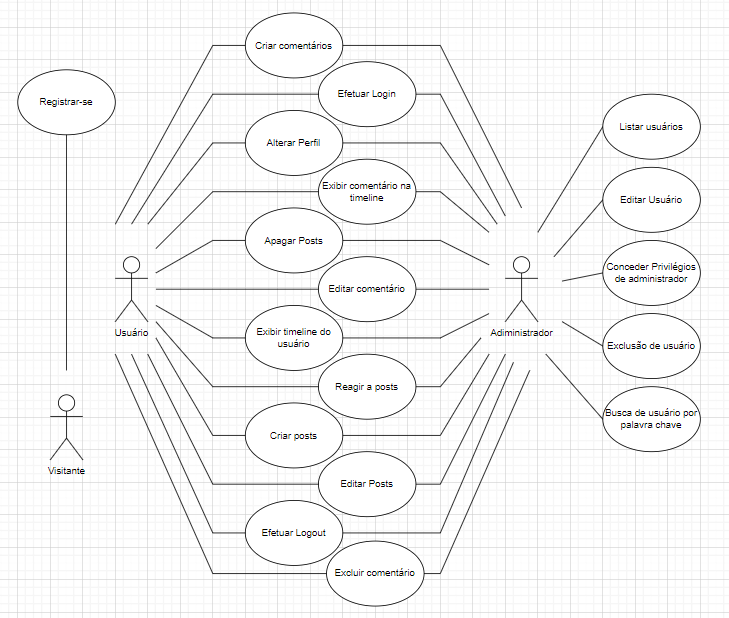 Criar comentários
Efetuar Login
Registrar-se
Alterar Perfil
Listar usuários
Exibir comentário na
timeline
Editar Usuário
Apagar Posts
Conceder Privilégios
de administrador
Editar comentário
Usuário
Administrador
Exibir timeline do
usuário
Exclusão de usuário
Reagir a posts
Busca de usuário por
palavra chave
Criar posts
Visitante
Editar Posts
Efetuar Logout
Excluir comentário